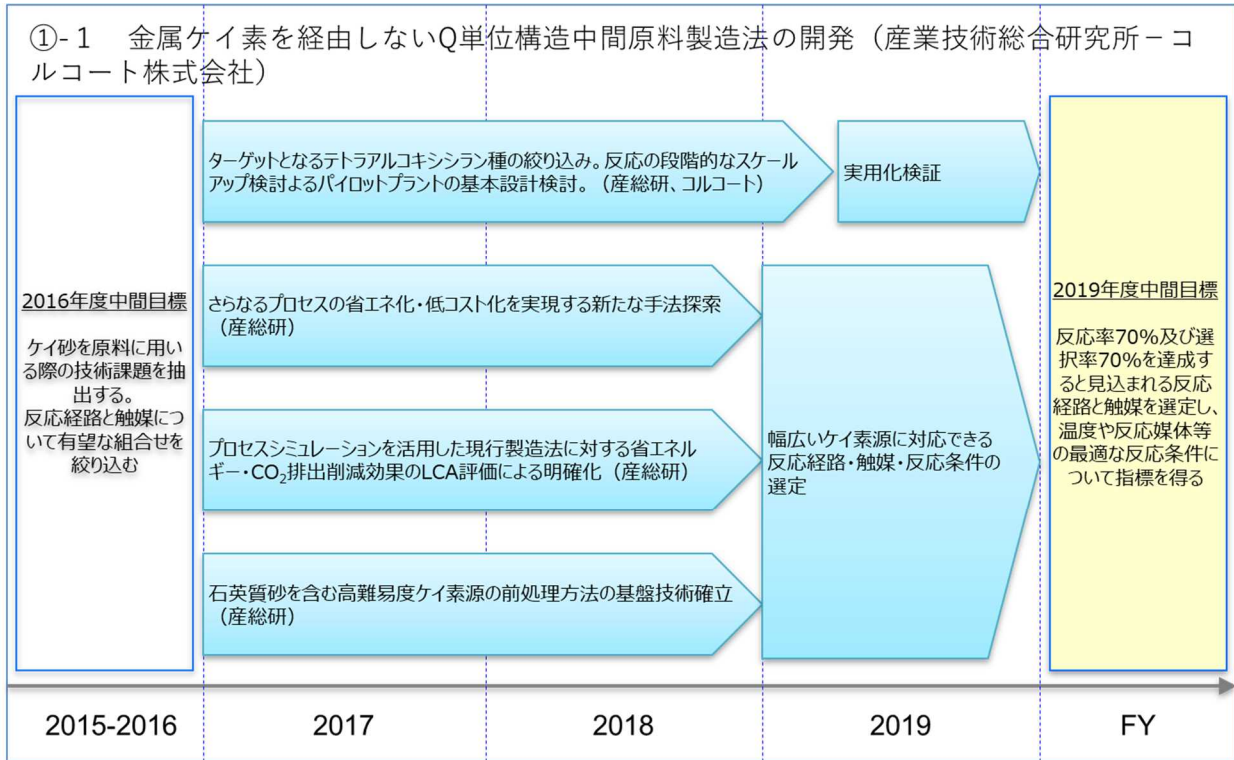 ①-１　金属ケイ素を経由しないQ単位構造中間原料製造法の開発（産業技術総合研究所－コ
ルコート株式会社）
2016年度中間目標
ケイ砂を原料に用い
る際の技術課題を抽
出する。
反応経路と触媒につ
いて有望な組合せを
絞り込む
ターゲットとなるテトラアルコキシシラン種の絞り込み。反応の段階的なスケール
アップ検討よるパイロットプラントの基本設計検討。（産総研、コルコート）
実用化検証
さらなるプロセスの省エネ化・低コスト化を実現する新たな手法探索
（産総研）
プロセスシミュレーションを活用した現行製造法に対する省エネル
ギー・CO₂排出削減効果のLCA評価による明確化（産総研）
石英質砂を含む高難易度ケイ素源の前処理方法の基盤技術確立
（産総研）
幅広いケイ素源に対応できる
反応経路・触媒・反応条件の
選定
2019年度中間目標
反応率70%及び選
択率70%を達成す
ると見込まれる反応
経路と触媒を選定し、
温度や反応媒体等
の最適な反応条件に
ついて指標を得る
2015-2016
2017
2018
2019
FY